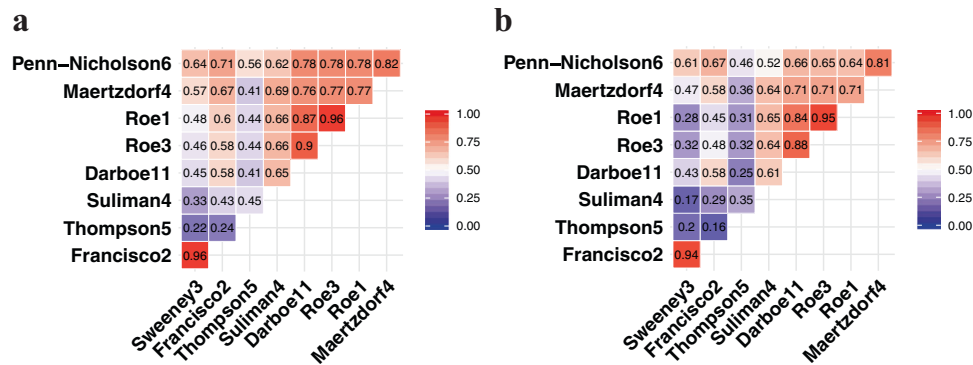 a
Penn−Nicholson6 0.64 0.71 0.56 0.62 0.78 0.78 0.78 0.82
Maertzdorf4 0.57 0.67 0.41 0.69 0.76 0.77 0.77
Roe1 0.48 0.6 0.44 0.66 0.87 0.96
Roe3 0.46 0.58 0.44 0.66 0.9
Darboe11 0.45 0.58 0.41 0.65
Suliman4 0.33 0.43 0.45
Thompson5 0.22 0.24
Francisco2 0.96
Sweeney3
Francisco2
Thompson5
Suliman4
Darboe11
Roe3
Roe1
Maertzdorf4
1.00
0.75
0.50
0.25
0.00
b
Penn−Nicholson6 0.61 0.67 0.46 0.52 0.66 0.65 0.64 0.81
Maertzdorf4 0.47 0.58 0.36 0.64 0.71 0.71 0.71
Roe1 0.28 0.45 0.31 0.65 0.84 0.95
Roe3 0.32 0.48 0.32 0.64 0.88
Darboe11 0.43 0.58 0.25 0.61
Suliman4 0.17 0.29 0.35
Thompson5 0.2 0.16
Francisco2 0.94
Sweeney3
Francisco2
Thompson5
Suliman4
Darboe11
Roe3
Roe1
Maertzdorf4
1.00
0.75
0.50
0.25
0.00